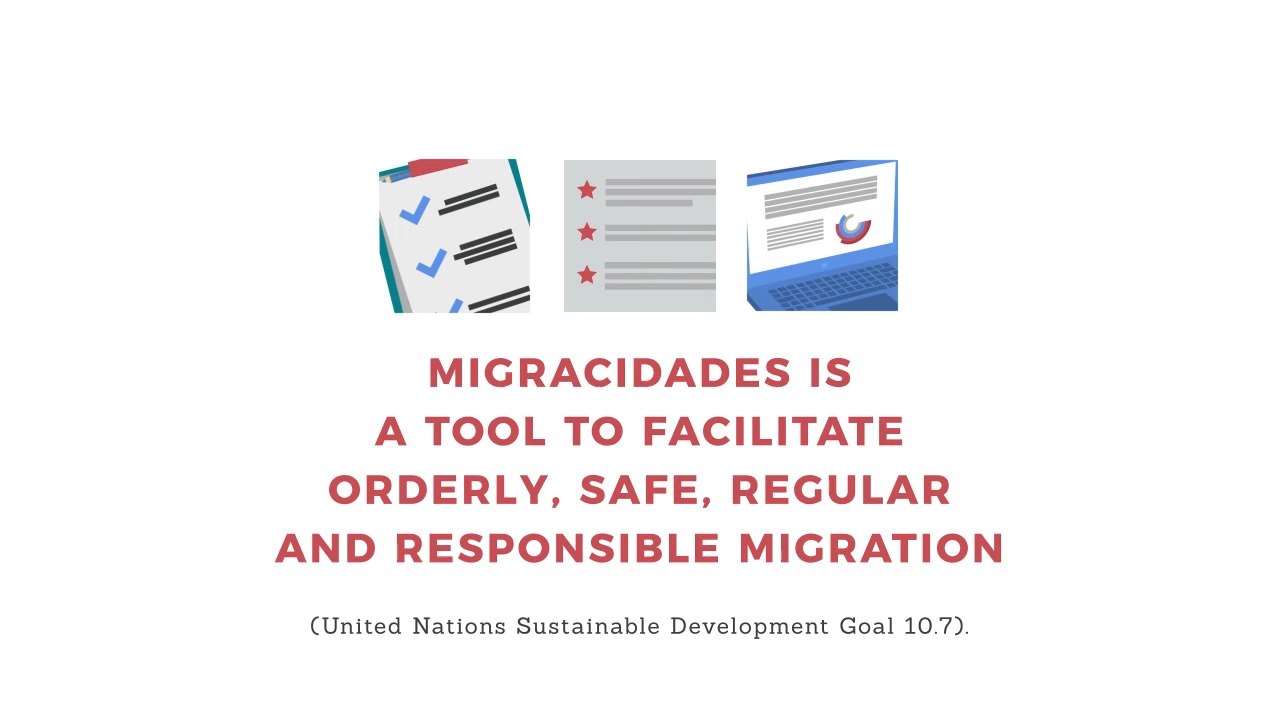 MIGRACIDADES IS
A TOOL TO FACILITATE
ORDERLY, SAFE, REGULAR
AND RESPONSIBLE MIGRATION
(United Nations Sustainable Development Goal 10.7).